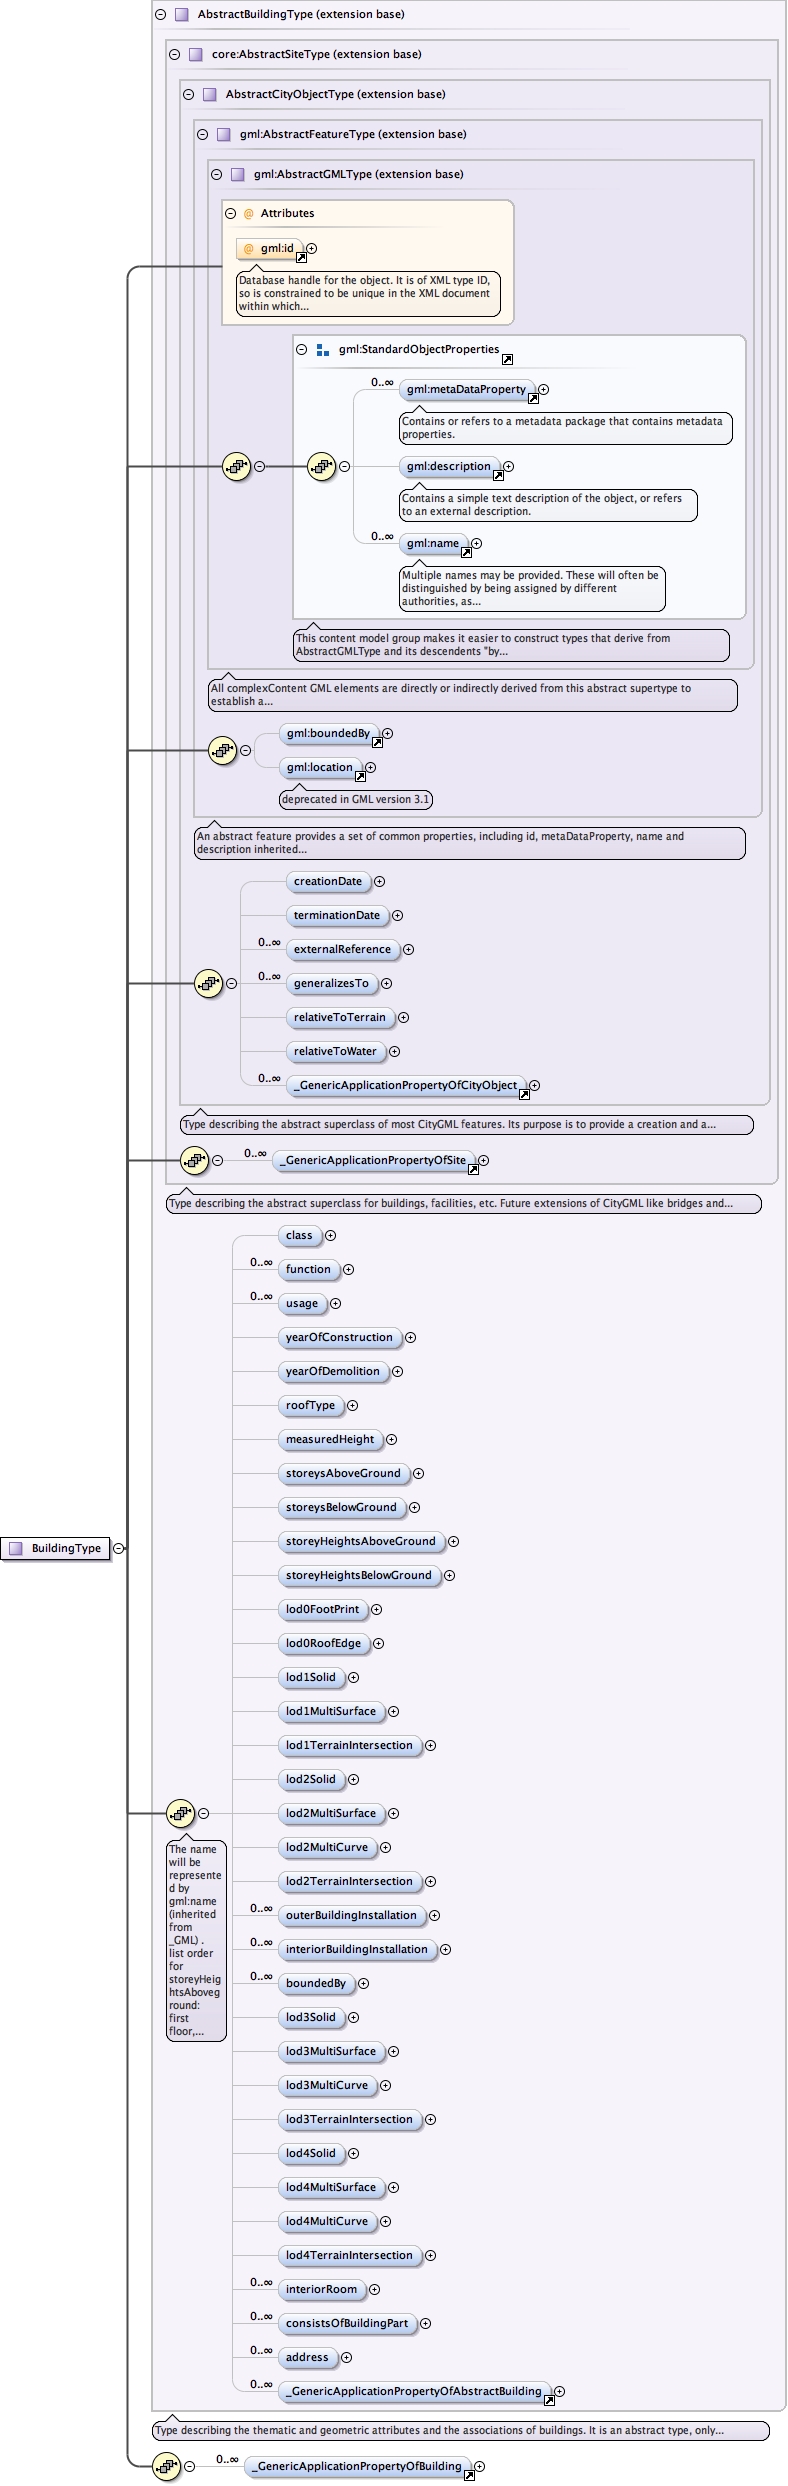 AbstractBuildingType (extension base)
core:AbstractSiteType (extension base)
AbstractCityObjectType (extension base)
gml:AbstractFeatureType (extension base)
gml:AbstractGMLType (extension base)
@ Attributes
@ gml:id
Database handle for the object. It is of XML type ID,
so is constrained to be unique in the XML document
within which...
gml:StandardObjectProperties
0..∞ gml:metaDataProperty
Contains or refers to a metadata package that contains metadata
properties.
gml:description
Contains a simple text description of the object, or refers
to an external description.
0..∞ gml:name
Multiple names may be provided. These will often be
distinguished by being assigned by different
authorities, as...
This content model group makes it easier to construct types that derive from
AbstractGMLType and its descendents "by...
All complexContent GML elements are directly or indirectly derived from this abstract supertype to
establish a...
gml:boundedBy
gml:location
deprecated in GML version 3.1
An abstract feature provides a set of common properties, including id, metaDataProperty, name and
description inherited...
creationDate
terminationDate
0..∞ externalReference
0..∞ generalizesTo
relativeToTerrain
relativeToWater
0..∞ _GenericApplicationPropertyOfCityObject
Type describing the abstract superclass of most CityGML features. Its purpose is to provide a creation and a...
0..∞ _GenericApplicationPropertyOfSite
Type describing the abstract superclass for buildings, facilities, etc. Future extensions of CityGML like bridges and...
class
0..∞ function
0..∞ usage
yearOfConstruction
yearOfDemolition
roofType
measuredHeight
storeysAboveGround
storeysBelowGround
storeyHeightsAboveGround
BuildingType
storeyHeightsBelowGround
lod0FootPrint
lod0RoofEdge
lod1Solid
lod1MultiSurface
lod1TerrainIntersection
lod2Solid
lod2MultiSurface
The name
will be
represente
d by
gml:name
(inherited
from
_GML) .
list order
for
storeyHeig
htsAboveg
round:
first
floor,...
lod2MultiCurve
lod2TerrainIntersection
0..∞ outerBuildingInstallation
0..∞ interiorBuildingInstallation
0..∞ boundedBy
lod3Solid
lod3MultiSurface
lod3MultiCurve
lod3TerrainIntersection
lod4Solid
lod4MultiSurface
lod4MultiCurve
lod4TerrainIntersection
0..∞ interiorRoom
0..∞ consistsOfBuildingPart
0..∞ address
0..∞ _GenericApplicationPropertyOfAbstractBuilding
Type describing the thematic and geometric attributes and the associations of buildings. It is an abstract type, only...
0..∞ _GenericApplicationPropertyOfBuilding